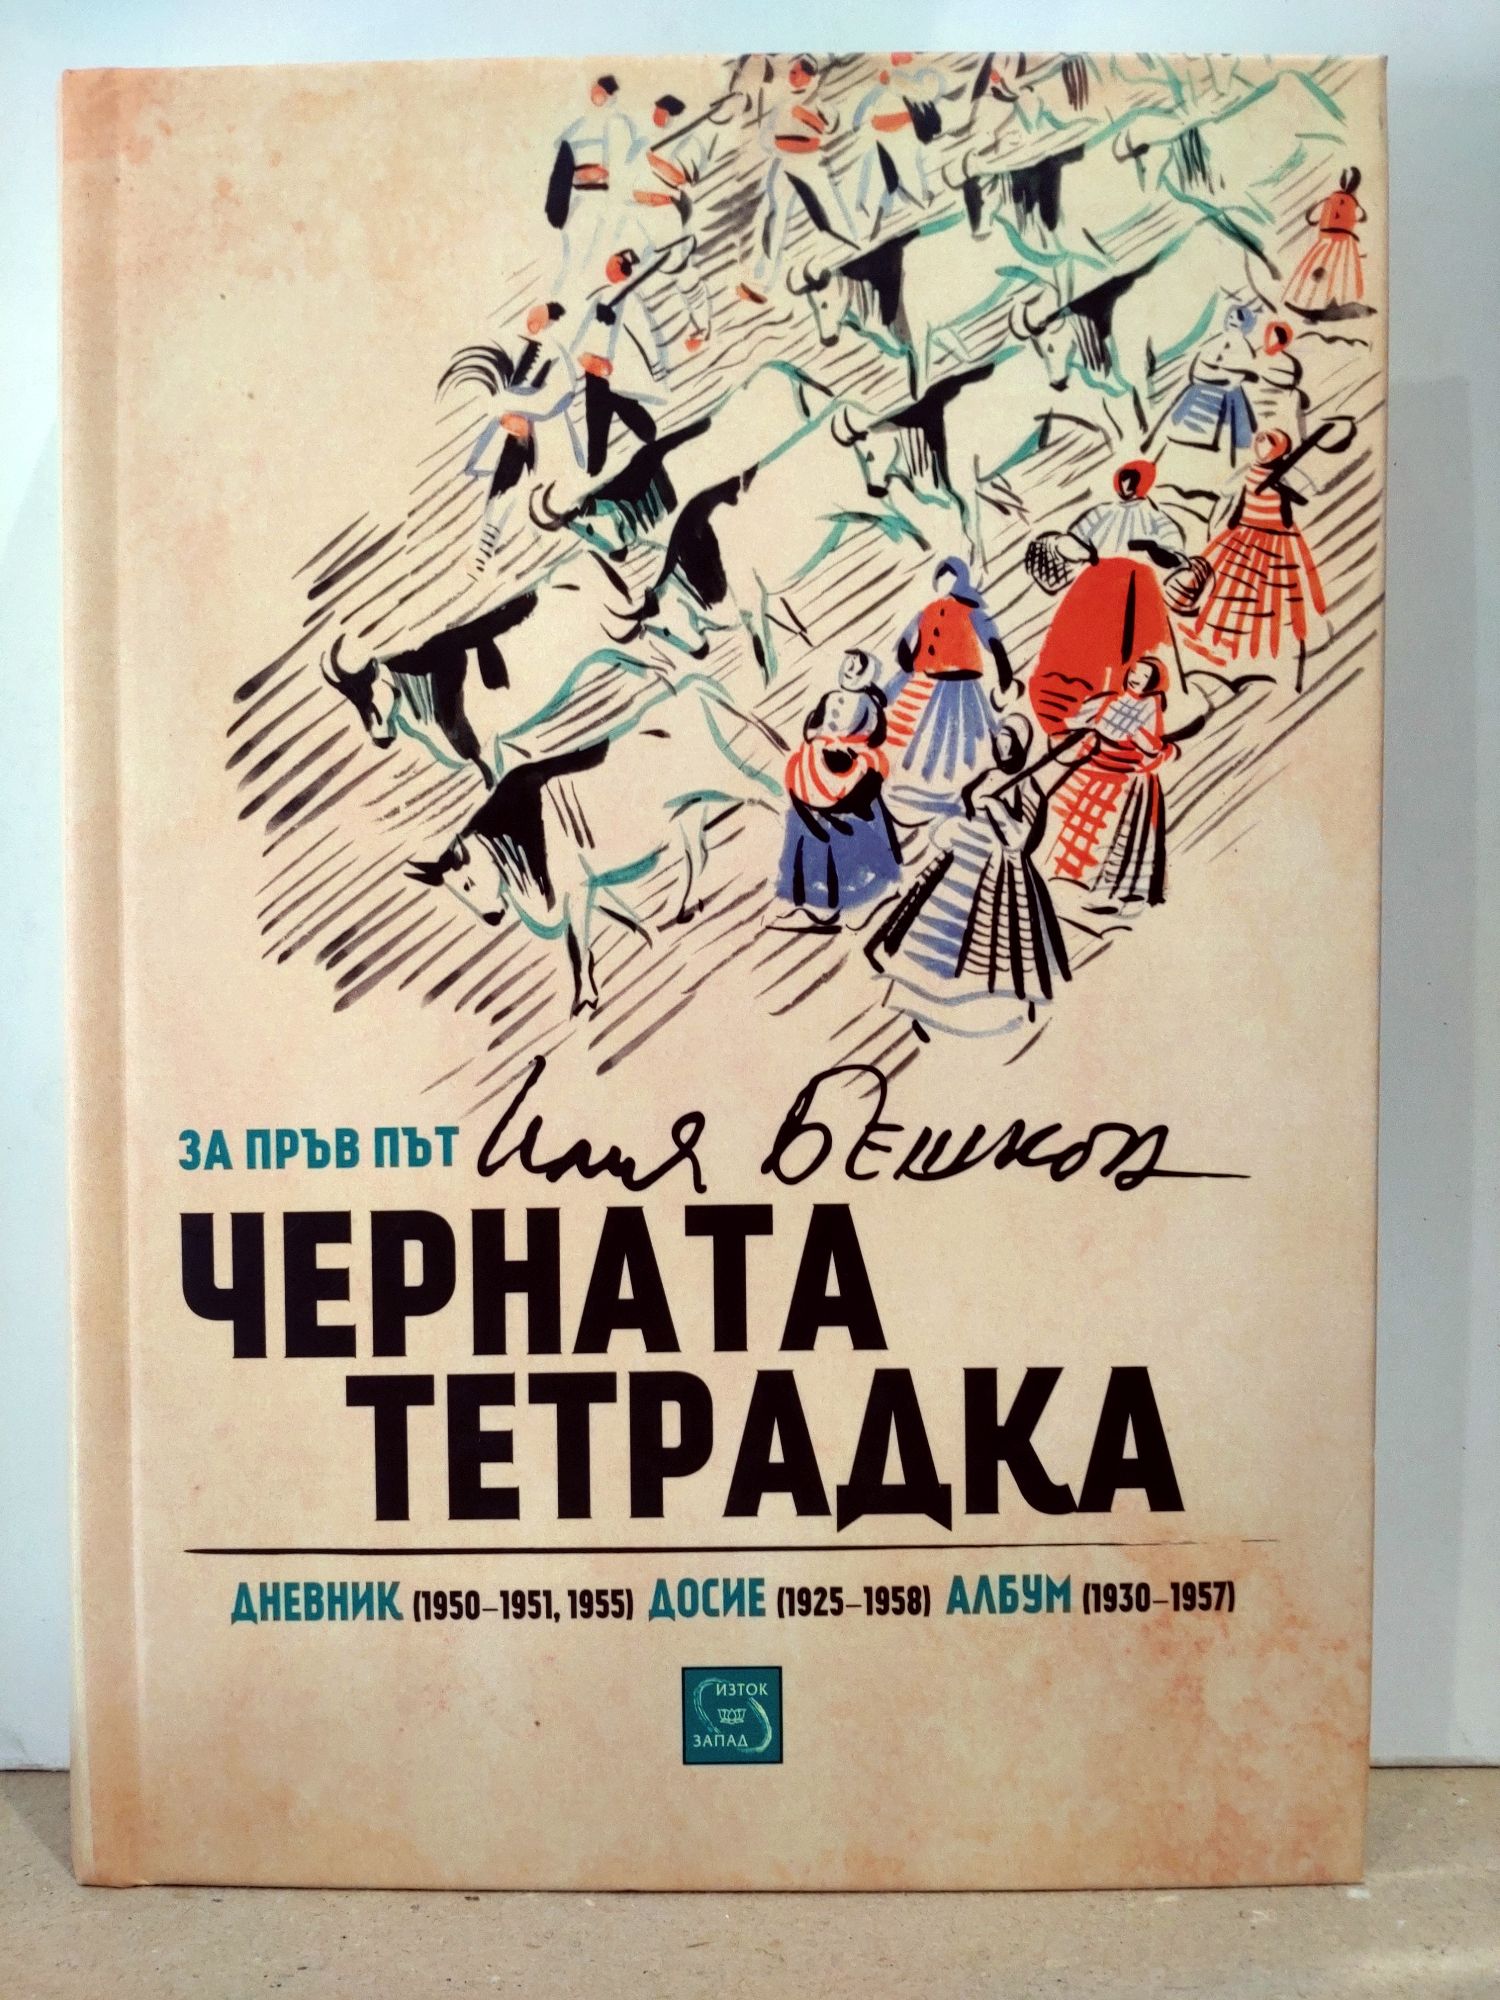 ЗА ПРЪВ ПЪТ Илия Бешков
ЧЕРНАТА
ТЕТРАДКА
ДНЕВНИК (1950–1951, 1955) ДОСИЕ (1925–1958) АЛБУМ (1930–1957)
ИЗТОК
ЗАПАД